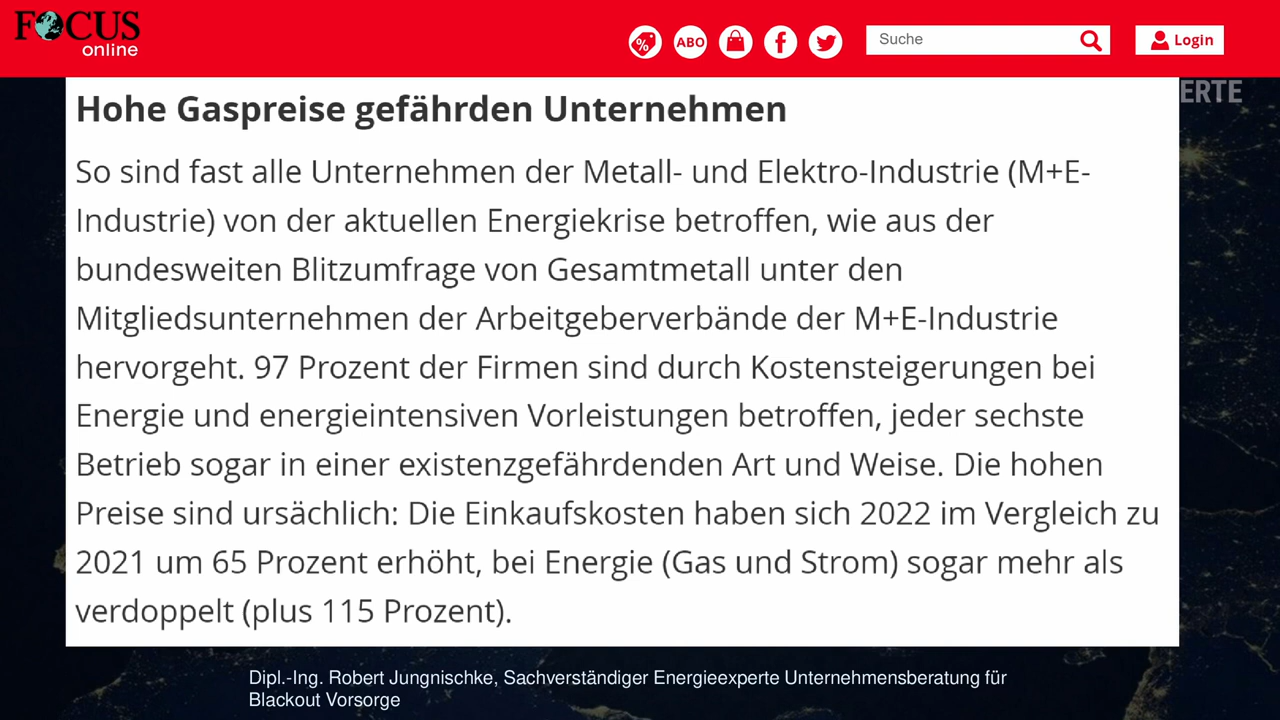 FOCUS
online
%
ABO
Suche
Login
ERTE
Hohe Gaspreise gefährden Unternehmen
So sind fast alle Unternehmen der Metall- und Elektro-Industrie (M+E-
Industrie) von der aktuellen Energiekrise betroffen, wie aus der
bundesweiten Blitzumfrage von Gesamtmetall unter den
Mitgliedsunternehmen der Arbeitgeberverbände der M+E-Industrie
hervorgeht. 97 Prozent der Firmen sind durch Kostensteigerungen bei
Energie und energieintensiven Vorleistungen betroffen, jeder sechste
Betrieb sogar in einer existenzgefährdenden Art und Weise. Die hohen
Preise sind ursächlich: Die Einkaufskosten haben sich 2022 im Vergleich zu
2021 um 65 Prozent erhöht, bei Energie (Gas und Strom) sogar mehr als
verdoppelt (plus 115 Prozent).
Dipl.-Ing. Robert Jungnischke, Sachverständiger Energieexperte Unternehmensberatung für
Blackout Vorsorge